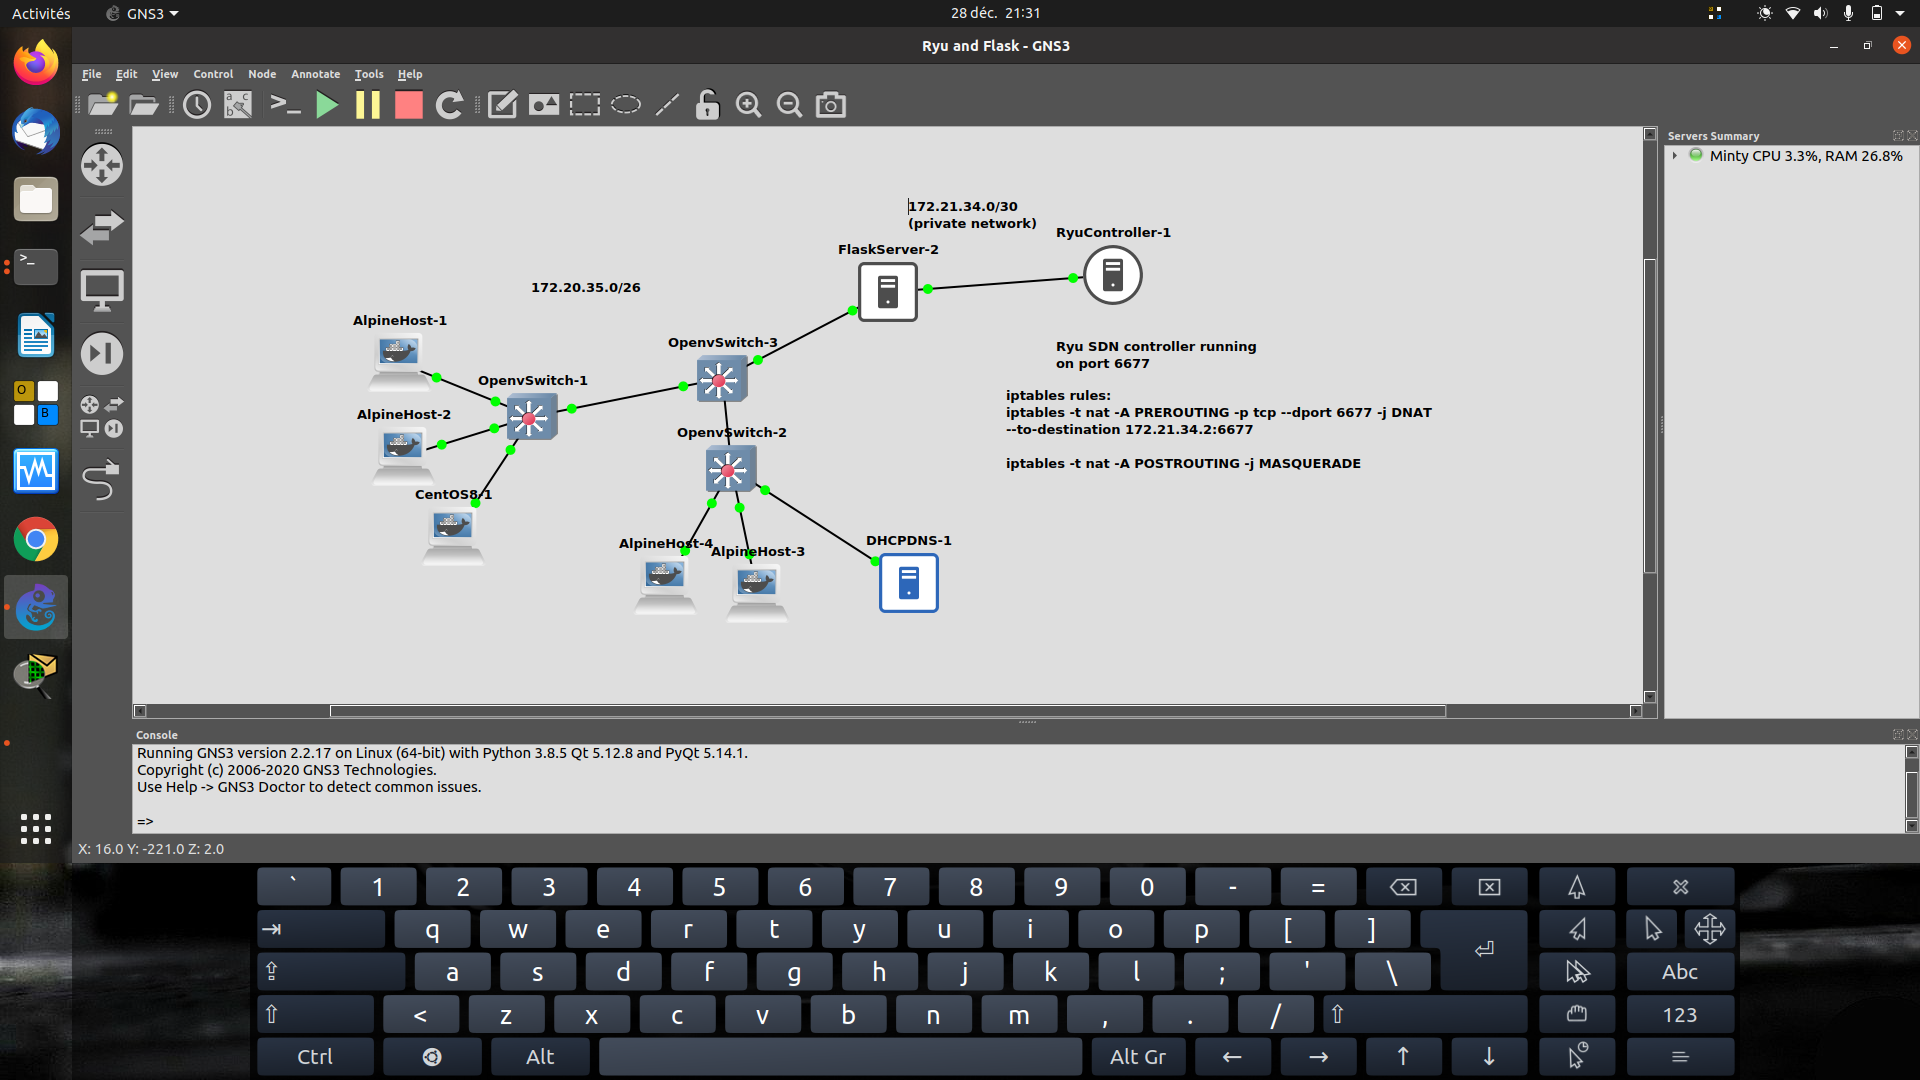 Activités
GNS3
28 déc. 21:31
Ryu and Flask - GNS3
File Edit View Control Node Annotate Tools Help
Servers Summary
Minty CPU 3.3%, RAM 26.8%
172.21.34.0/30
(private network)
RyuController-1
FlaskServer-2
172.20.35.0/26
AlpineHost-1
OpenvSwitch-3
Ryu SDN controller running
on port 6677
OpenvSwitch-1
iptables rules:
iptables -t nat -A PREROUTING -p tcp --dport 6677 -j DNAT
--to-destination 172.21.34.2:6677
AlpineHost-2
OpenvSwitch-2
iptables -t nat -A POSTROUTING -j MASQUERADE
CentOS8-1
AlpineHost-4
AlpineHost-3
DHCPDNS-1
Console
Running GNS3 version 2.2.17 on Linux (64-bit) with Python 3.8.5 Qt 5.12.8 and PyQt 5.14.1.
Copyright (c) 2006-2020 GNS3 Technologies.
Use Help -> GNS3 Doctor to detect common issues.
=>
X: 16.0 Y: -221.0 Z: 2.0
` 1 2 3 4 5 6 7 8 9 0 - =
q w e r t y u i o p [ ]
a s d f g h j k l ; ' \ Abc
< z x c v b n m , . / 123
Ctrl Alt Alt Gr ← → ↑ ↓